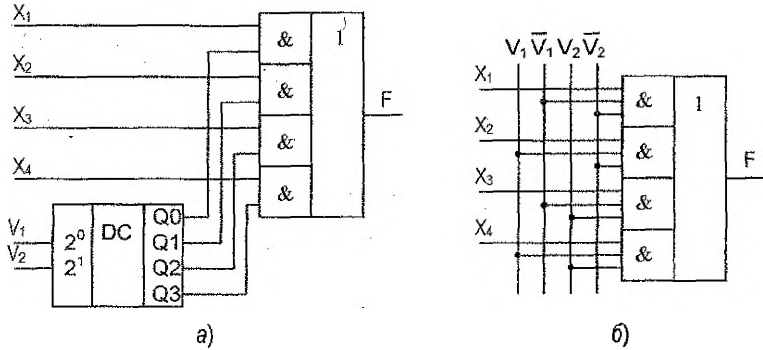 X₁
&
1
X₂
&
F
X₃
&
X₄
&
V₁
2⁰
DC
Q0
V₂
2¹
Q1
Q2
Q3
а)
V₁ V̅₁ V₂ V̅₂
X₁
&
1
X₂
&
F
X₃
&
X₄
&
б)